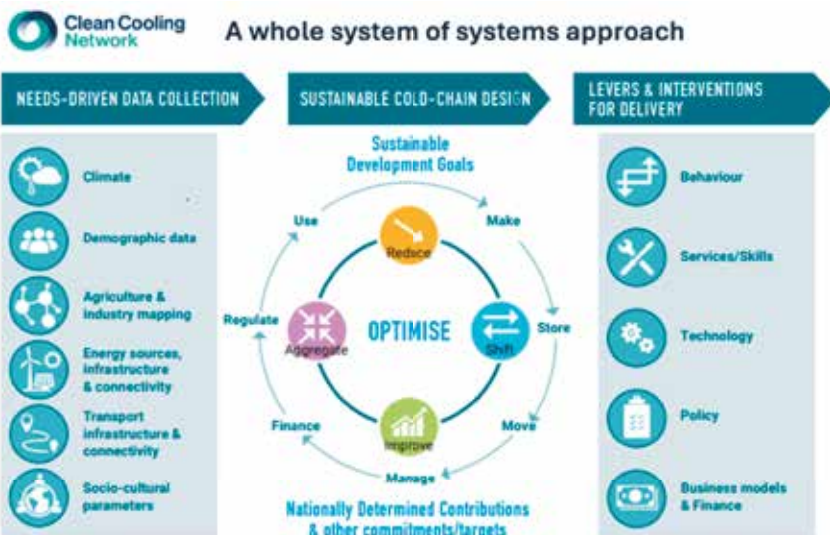 Clean Cooling
Network
A whole system of systems approach
NEEDS-DRIVEN DATA COLLECTION
SUSTAINABLE COLD-CHAIN DESIGN
LEVERS & INTERVENTIONS
FOR DELIVERY
Climate
Demographic data
Agriculture &
industry mapping
Energy sources,
infrastructure
& connectivity
Transport
infrastructure &
connectivity
Socio-cultural
parameters
Sustainable
Development Goals
Use
Make
Reduce
Regulate
Aggregate
OPTIMISE
Shift
Store
Finance
Improve
Move
Manage
Nationally Determined Contributions
& other commitments/targets
Behaviour
Services/Skills
Technology
Policy
Business models
& Finance